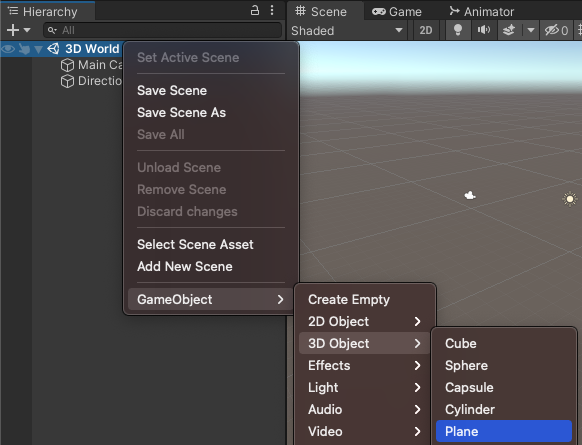 Hierarchy
All
3D World
Main Ca
Directio
Set Active Scene
Save Scene
Save Scene As
Save All
Unload Scene
Remove Scene
Discard changes
Select Scene Asset
Add New Scene
GameObject
Scene
Game
Animator
Shaded
2D
0
Create Empty
2D Object
3D Object
Effects
Light
Audio
Video
Cube
Sphere
Capsule
Cylinder
Plane